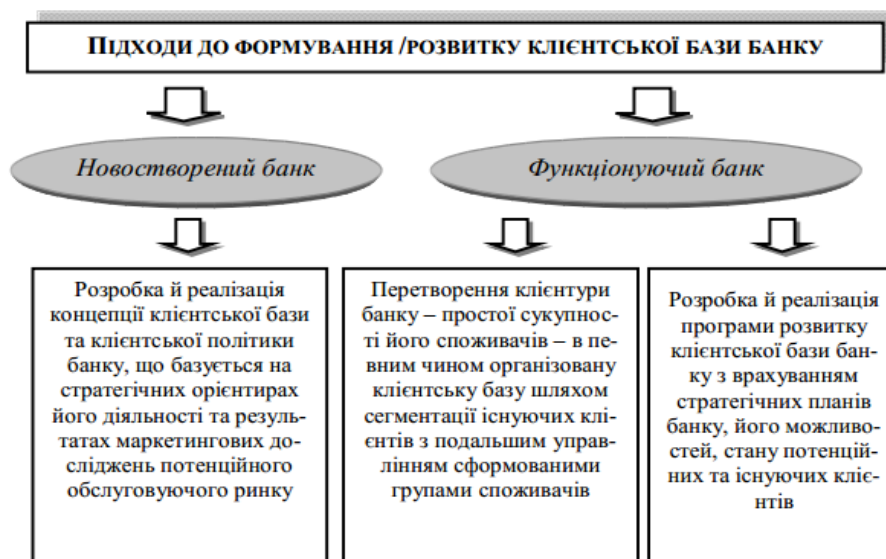 ПІДХОДИ ДО ФОРМУВАННЯ /РОЗВИТКУ КЛІЄНТСЬКОЇ БАЗИ БАНКУ
Новостворений банк
Функціонуючий банк
Розробка й реалізація
концепції клієнтської бази
та клієнтської політики
банку, що базується на
стратегічних орієнтирах
його діяльності та резуль-
татах маркетингових до-
сліджень потенційного
обслуговуючого ринку
Перетворення клієнтури
банку – простої сукупнос-
ті його споживачів – в пе-
вним чином організовану
клієнтську базу шляхом
сегментації існуючих клі-
єнтів з подальшим управ-
лінням сформованими
групами споживачів
Розробка й реалізація
програми розвитку
клієнтської бази бан-
ку з врахуванням
стратегічних планів
банку, його можливо-
стей, стану потенцій-
них та існуючих кліє-
нтів